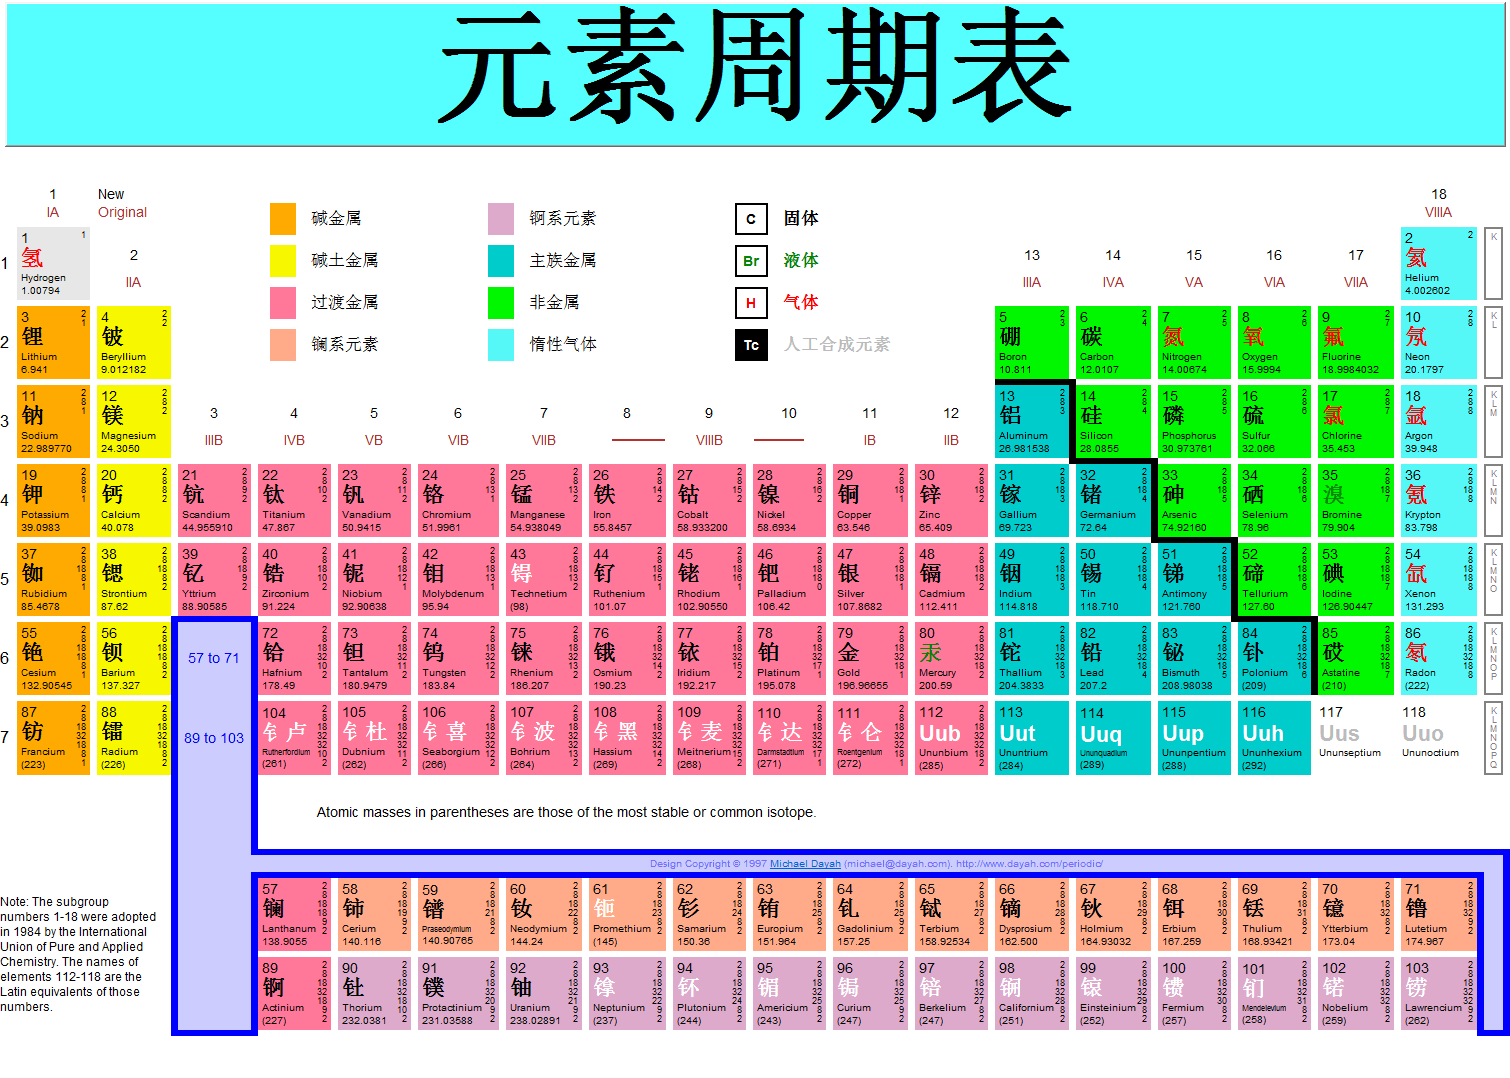 元素周期表
1 New 18
IA Original VIIIA
碱金属 锕系元素 C 固体
碱土金属 主族金属 Br 液体
过渡金属 非金属 H 气体
镧系元素 惰性气体 Tc 人工合成元素
2 13 14 15 16 17
IIA IIIA IVA VA VIA VIIA
1 2
1 氢 氦 K
Hydrogen Helium
1.00794 4.002602
3 4 5 6 7 8 9 10
2 锂 铍 硼 碳 氮 氧 氟 氖 K L
Lithium Beryllium Boron Carbon Nitrogen Oxygen Fluorine Neon
6.941 9.012182 10.811 12.0107 14.00674 15.9994 18.9984032 20.1797
11 12 13 14 15 16 17 18
3 钠 镁 铝 硅 磷 硫 氯 氩 K L M
Sodium Magnesium Aluminum Silicon Phosphorus Sulfur Chlorine Argon
22.989770 24.3050 26.981538 28.0855 30.973761 32.066 35.453 39.948
3 4 5 6 7 8 9 10 11 12
IIIB IVB VB VIB VIIB VIIIB IB IIB
19 20 21 22 23 24 25 26 27 28 29 30 31 32 33 34 35 36
4 钾 钙 钪 钛 钒 铬 锰 铁 钴 镍 铜 锌 镓 锗 砷 硒 溴 氪 K L M N
Potassium Calcium Scandium Titanium Vanadium Chromium Manganese Iron Cobalt Nickel Copper Zinc Gallium Germanium Arsenic Selenium Bromine Krypton
39.0983 40.078 44.955910 47.867 50.9415 51.9961 54.938049 55.8457 58.933200 58.6934 63.546 65.409 69.723 72.64 74.92160 78.96 79.904 83.798
37 38 39 40 41 42 43 44 45 46 47 48 49 50 51 52 53 54
5 铷 锶 钇 锆 铌 钼 锝 钌 铑 钯 银 镉 铟 锡 锑 碲 碘 氙 K L M N O
Rubidium Strontium Yttrium Zirconium Niobium Molybdenum Technetium Ruthenium Rhodium Palladium Silver Cadmium Indium Tin Antimony Tellurium Iodine Xenon
85.4678 87.62 88.90585 91.224 92.90638 95.94 (98) 101.07 102.90550 106.42 107.8682 112.411 114.818 118.710 121.760 127.60 126.90447 131.293
55 56 72 73 74 75 76 77 78 79 80 81 82 83 84 85 86
6 铯 钡 57 to 71 铪 钽 钨 铼 锇 铱 铂 金 汞 铊 铅 铋 钋 砹 氡 K L M N O P
Cesium Barium Hafnium Tantalum Tungsten Rhenium Osmium Iridium Platinum Gold Mercury Thallium Lead Bismuth Polonium Astatine Radon
132.90545 137.327 178.49 180.9479 183.84 186.207 190.23 192.217 195.078 196.96655 200.59 204.3833 207.2 208.98038 (209) (210) (222)
87 88 104 105 106 107 108 109 110 111 112 113 114 115 116 117 118
7 钫 镭 89 to 103 钅卢 钅杜 钅喜 钅波 钅黑 钅麦 钅达 钅仑 Uub Uut Uuq Uup Uuh Uus Uuo K L M N O P Q
Francium Radium Rutherfordium Dubnium Seaborgium Bohrium Hassium Meitnerium Darmstadtium Roentgenium Ununbium Ununtrium Ununquadium Ununpentium Ununhexium Ununseptium Ununoctium
(223) (226) (261) (262) (266) (264) (269) (268) (271) (272) (285) (284) (289) (288) (292)
Atomic masses in parentheses are those of the most stable or common isotope.
Design Copyright © 1997 Michael Dayah (michael@dayah.com). http://www.dayah.com/periodic/
Note: The subgroup
numbers 1-18 were adopted
in 1984 by the International
Union of Pure and Applied
Chemistry. The names of
elements 112-118 are the
Latin equivalents of those
numbers.
57 58 59 60 61 62 63 64 65 66 67 68 69 70 71
镧 铈 镨 钕 钷 钐 铕 钆 铽 镝 钬 铒 铥 镱 镥
Lanthanum Cerium Praseodymium Neodymium Promethium Samarium Europium Gadolinium Terbium Dysprosium Holmium Erbium Thulium Ytterbium Lutetium
138.9055 140.116 140.90765 144.24 (145) 150.36 151.964 157.25 158.92534 162.500 164.93032 167.259 168.93421 173.04 174.967
89 90 91 92 93 94 95 96 97 98 99 100 101 102 103
锕 钍 镤 铀 镎 钚 镅 锔 锫 锎 锿 镄 钔 锘 铹
Actinium Thorium Protactinium Uranium Neptunium Plutonium Americium Curium Berkelium Californium Einsteinium Fermium Mendelevium Nobelium Lawrencium
(227) 232.0381 231.03588 238.02891 (237) (244) (243) (247) (247) (251) (252) (257) (258) (259) (262)